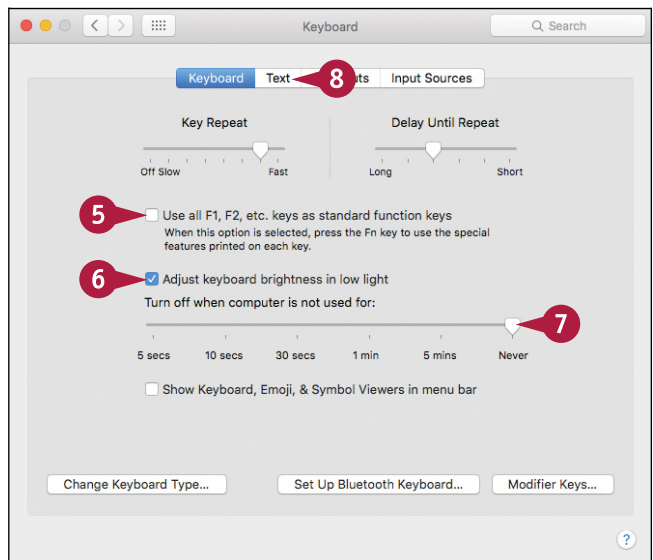 Keyboard
Search
Keyboard Text ts Input Sources
8
Key Repeat Delay Until Repeat
Off Slow Fast Long Short
5
Use all F1, F2, etc. keys as standard function keys
When this option is selected, press the Fn key to use the special
features printed on each key.
6
Adjust keyboard brightness in low light
Turn off when computer is not used for:
7
5 secs 10 secs 30 secs 1 min 5 mins Never
Show Keyboard, Emoji, & Symbol Viewers in menu bar
Change Keyboard Type... Set Up Bluetooth Keyboard... Modifier Keys...
?